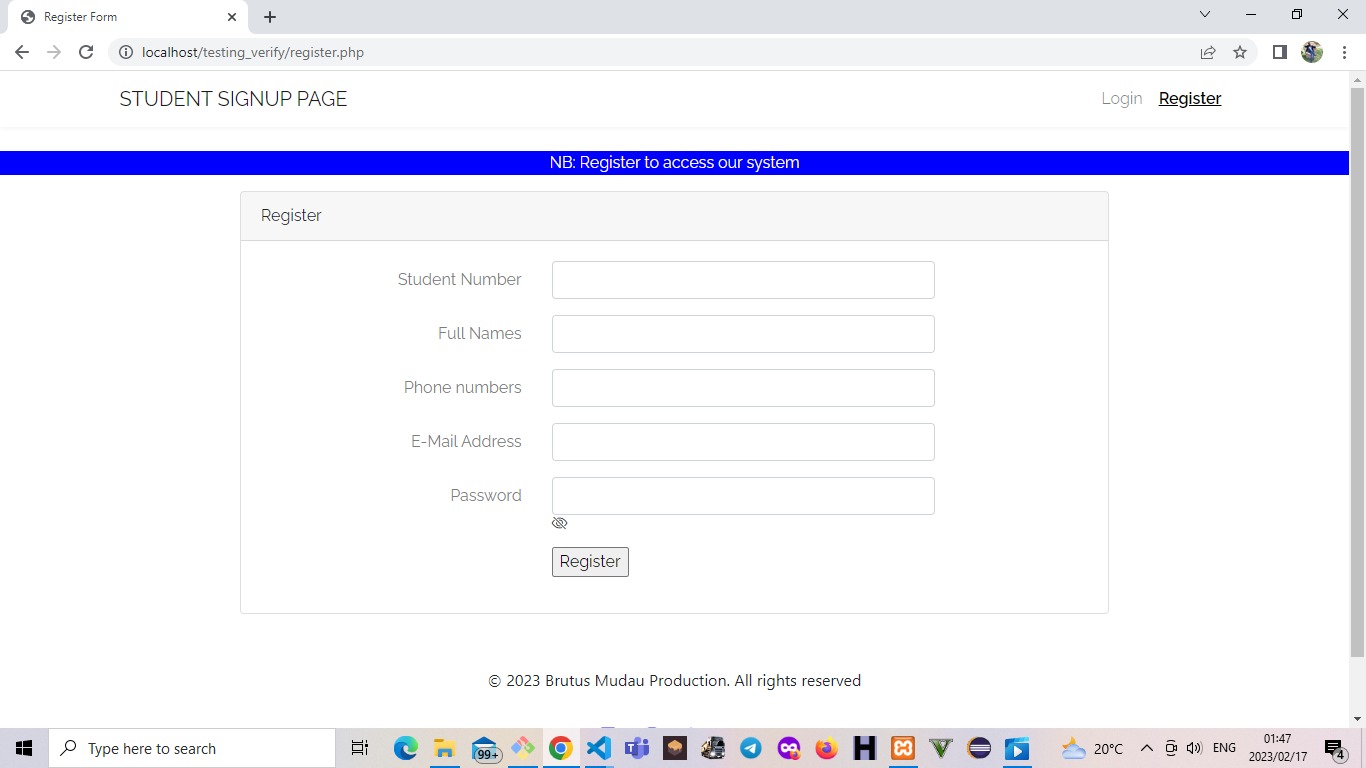 Register Form
localhost/testing_verify/register.php
STUDENT SIGNUP PAGE
Login
Register
NB: Register to access our system
Register
Student Number
Full Names
Phone numbers
E-Mail Address
Password
Register
© 2023 Brutus Mudau Production. All rights reserved
Type here to search
99+
20°C
ENG
01:47
2023/02/17
4